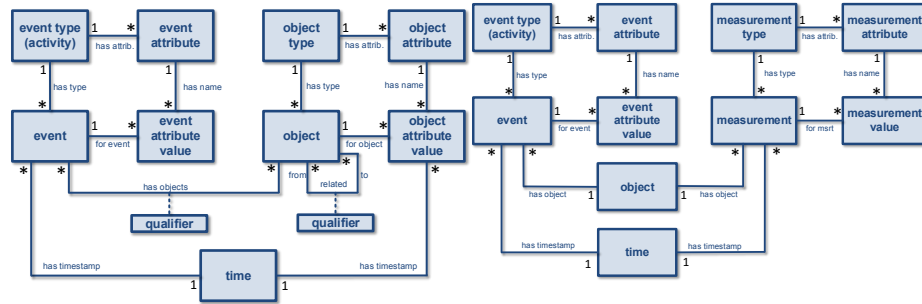 event type
(activity)
1
*
has attrib.
event
attribute
1
1
has type
has name
*
*
event
1
*
for event
event
attribute
value
*
*
object
type
1
*
has attrib.
object
attribute
1
1
has type
has name
*
*
object
1
*
for object
object
attribute
value
*
*
*
*
from
to
related
has objects
qualifier
qualifier
has timestamp
has timestamp
time
1
1
event type
(activity)
1
*
has attrib.
event
attribute
1
1
has type
has name
*
*
event
1
*
for event
event
attribute
value
*
*
measurement
type
1
*
has attrib.
measurement
attribute
1
1
has type
has name
*
*
measurement
1
*
for msrt
measurement
value
*
*
has object
has object
object
1
1
has timestamp
has timestamp
time
1
1